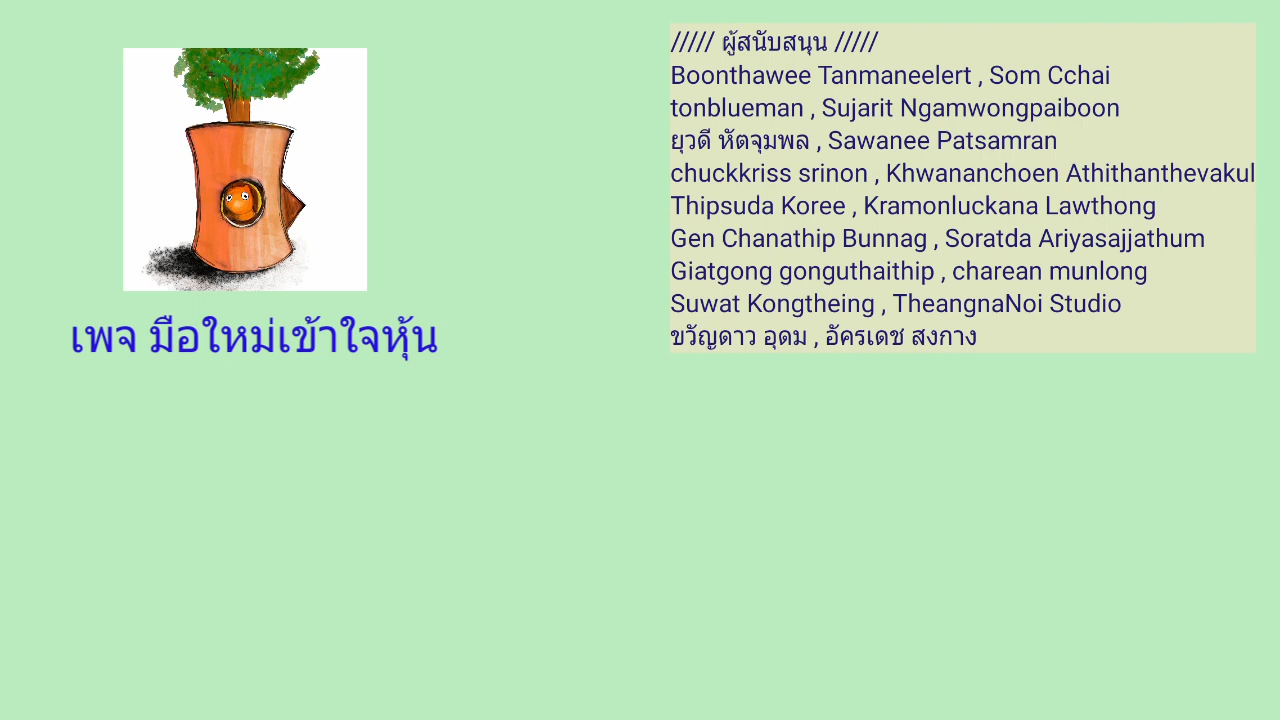 เพจ มือใหม่เข้าใจหุ้น
///// ผู้สนับสนุน /////
Boonthawee Tanmaneelert , Som Cchai
tonblueman , Sujarit Ngamwongpaiboon
ยุวดี หัตจุมพล , Sawanee Patsamran
chuckkriss srinon , Khwananchoen Athithanthevakul
Thipsuda Koree , Kramonluckana Lawthong
Gen Chanathip Bunnag , Soratda Ariyasajjathum
Giatgong gonguthaithip , charean munlong
Suwat Kongtheing , TheangnaNoi Studio
ขวัญดาว อุดม , อัครเดช สงกาง